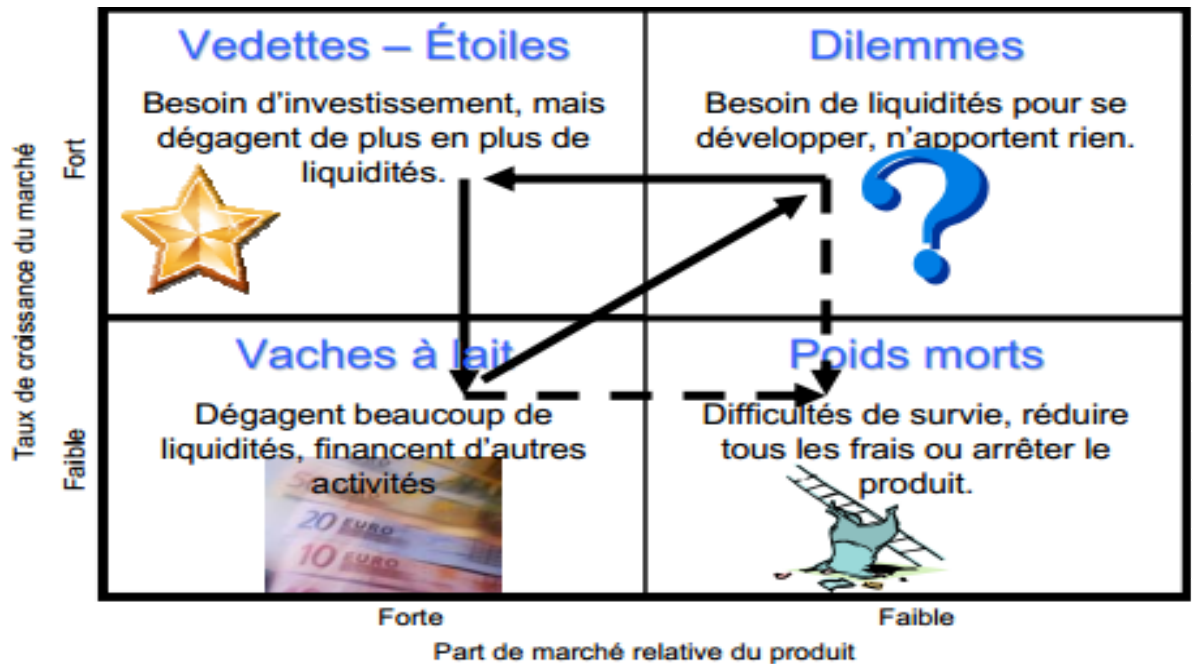 Vedettes – Étoiles
Besoin d'investissement, mais
dégagent de plus en plus de
liquidités.
Dilemmes
Besoin de liquidités pour se
développer, n'apportent rien.
Taux de croissance du marché
Fort
Faible
Vaches à lait
Dégagent beaucoup de
liquidités, financent d'autres
activités
20 EURO
10 EURO
Poids morts
Difficultés de survie, réduire
tous les frais ou arrêter le
produit.
Forte
Faible
Part de marché relative du produit